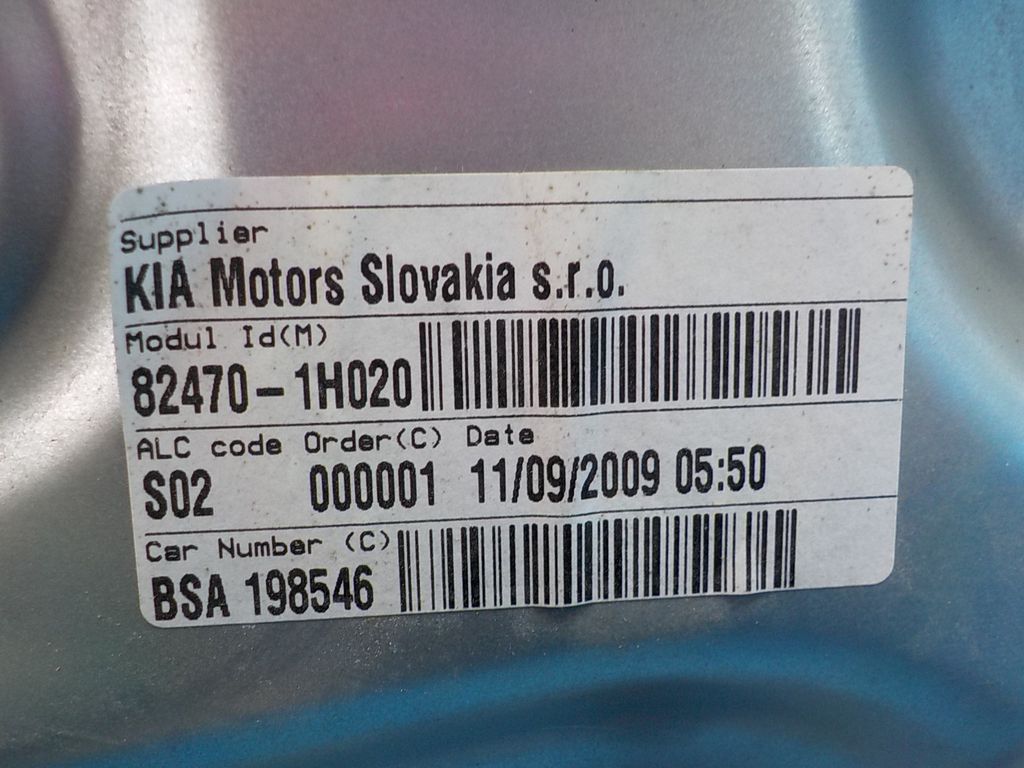 Supplier
KIA Motors Slovakia s.r.o.
Modul Id(M)
82470-1H020
ALC code Order(C) Date
S02 000001 11/09/2009 05:50
Car Number (C)
BSA 198546